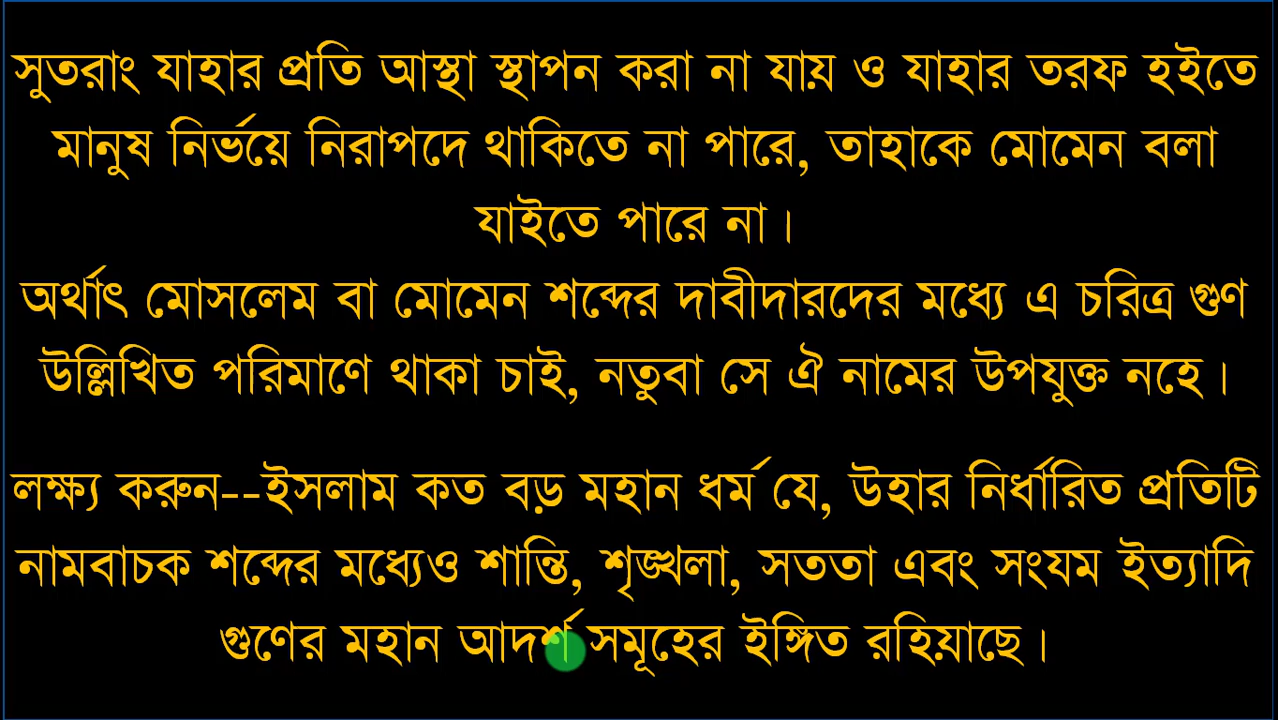 সুতরাং যাহার প্রতি আস্থা স্থাপন করা না যায় ও যাহার তরফ হইতে
মানুষ নির্ভয়ে নিরাপদে থাকিতে না পারে, তাহাকে মোমেন বলা
যাইতে পারে না।
অর্থাৎ মোসলেম বা মোমেন শব্দের দাবীদারদের মধ্যে এ চরিত্র গুণ
উল্লিখিত পরিমাণে থাকা চাই, নতুবা সে ঐ নামের উপযুক্ত নহে।
লক্ষ্য করুন--ইসলাম কত বড় মহান ধর্ম যে, উহার নির্ধারিত প্রতিটি
নামবাচক শব্দের মধ্যেও শান্তি, শৃঙ্খলা, সততা এবং সংযম ইত্যাদি
গুণের মহান আদর্শ সমূহের ইঙ্গিত রহিয়াছে।